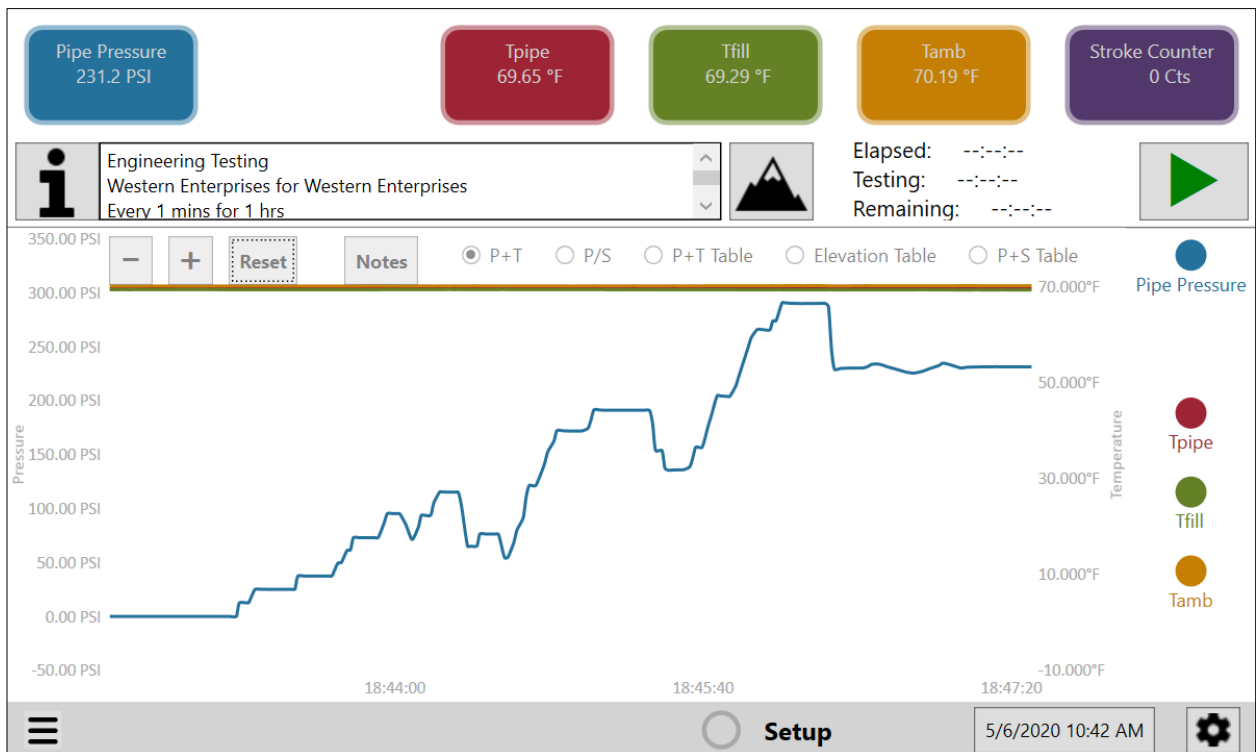 Pipe Pressure
231.2 PSI
Tpipe
69.65 °F
Tfill
69.29 °F
Tamb
70.19 °F
Stroke Counter
0 Cts
Engineering Testing
Western Enterprises for Western Enterprises
Every 1 mins for 1 hrs
Elapsed: --:--:--
Testing: --:--:--
Remaining: --:--:--
350.00 PSI
− + Reset Notes
P+T P/S P+T Table Elevation Table P+S Table
Pipe Pressure
300.00 PSI
70.000°F
250.00 PSI
50.000°F
200.00 PSI
Pressure
Temperature
Tpipe
150.00 PSI
30.000°F
100.00 PSI
Tfill
50.00 PSI
10.000°F
Tamb
0.00 PSI
-50.00 PSI
-10.000°F
18:44:00 18:45:40 18:47:20
Setup
5/6/2020 10:42 AM